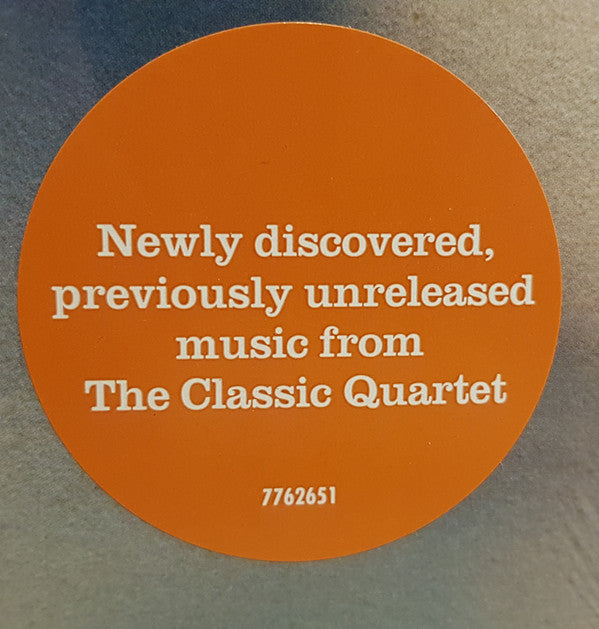 Newly discovered,
previously unreleased
music from
The Classic Quartet
7762651